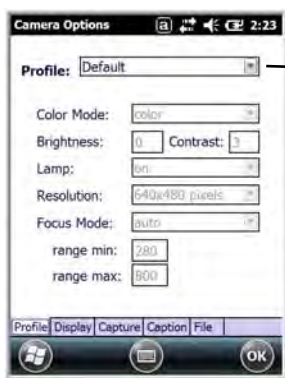 Camera Options a 2:23
Profile: Default
Color Mode: color
Brightness: 0 Contrast: 3
Lamp: on
Resolution: 640x480 pixels
Focus Mode: auto
range min: 280
range max: 800
Profile Display Capture Caption File
OK